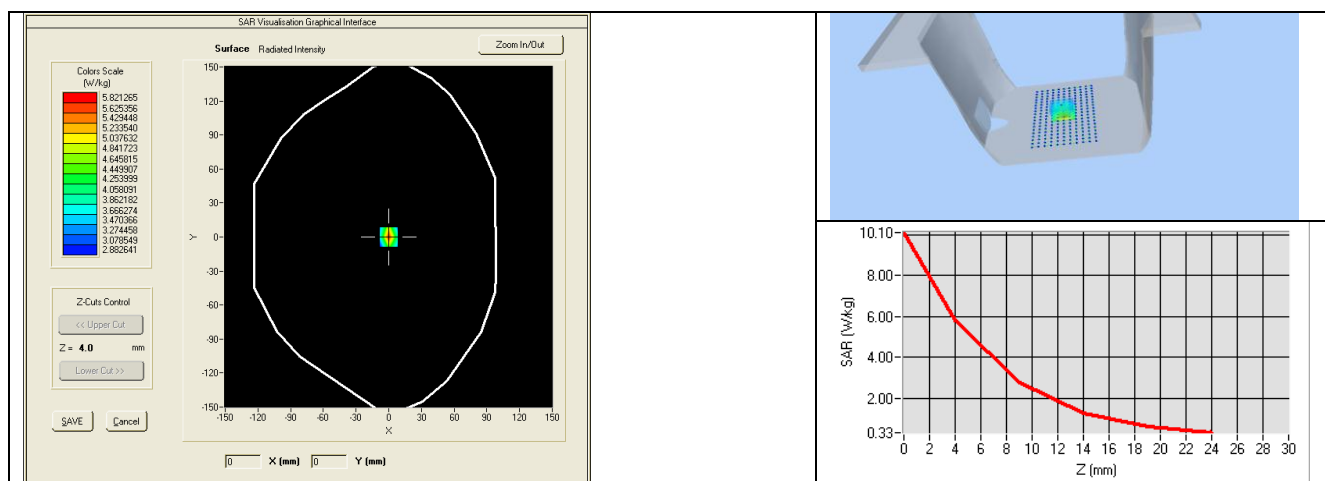 SAR Visualisation Graphical Interface
Surface Radiated Intensity
Zoom In/Out
Colors Scale
(W/kg)
5.821265
5.625356
5.429448
5.233540
5.037632
4.841723
4.645815
4.449907
4.253999
4.058091
3.862182
3.666274
3.470366
3.274458
3.078549
2.882641
Z-Cuts Control
<< Upper Cut
Z = 4.0 mm
Lower Cut >>
SAVE Cancel
150
120
90
60
30
0
-30
-60
-90
-120
-150
Y
-150 -120 -90 -60 -30 0 30 60 90 120 150
X
0 X (mm) 0 Y (mm)
10.10
8.00
6.00
4.00
2.00
0.33
SAR (W/kg)
0 2 4 6 8 10 12 14 16 18 20 22 24 26 28 30
Z (mm)